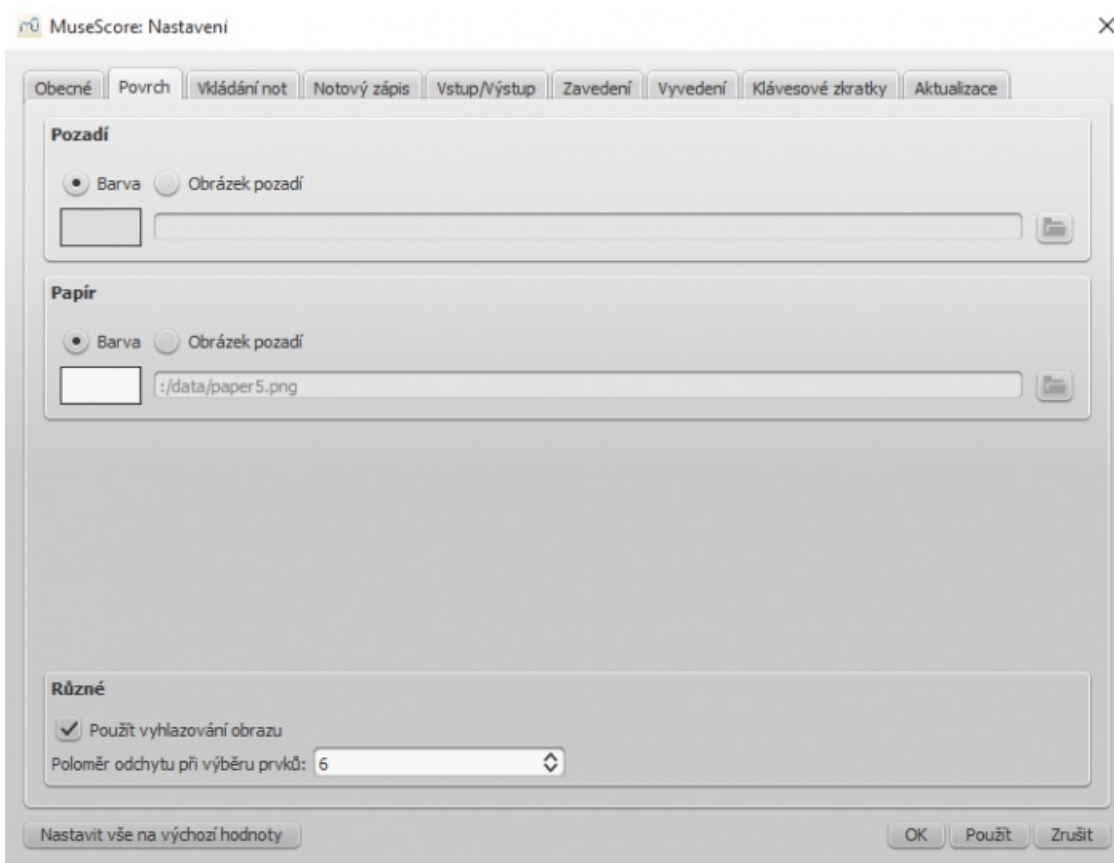 MuseScore: Nastavení
Obecné Povrch Vkládání not Notový zápis Vstup/Výstup Zavedení Vyvedení Klávesové zkratky Aktualizace
Pozadí
Barva Obrázek pozadí
Papír
Barva Obrázek pozadí
:/data/paper5.png
Různé
Použít vyhlazování obrazu
Poloměr odchytu při výběru prvků: 6
Nastavit vše na výchozí hodnoty OK Použít Zrušit